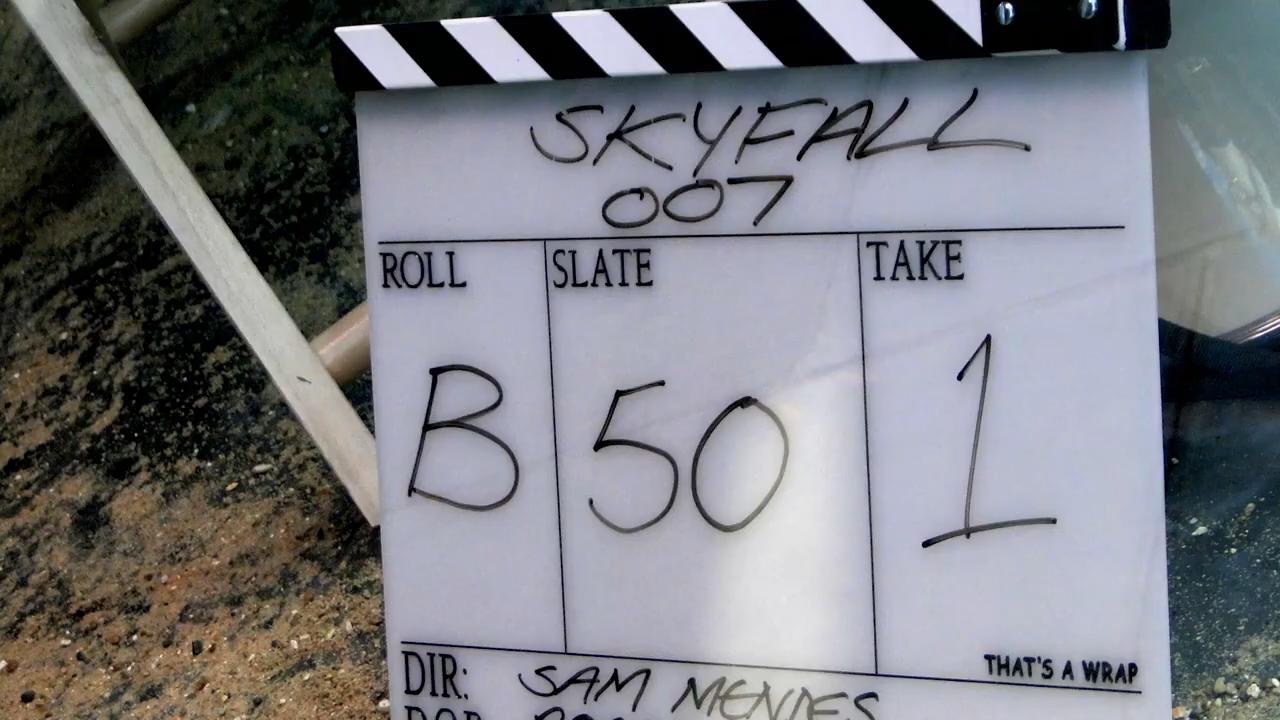 SKYFALL
007
ROLL SLATE TAKE
B 50 1
THAT'S A WRAP
DIR: SAM MENDES